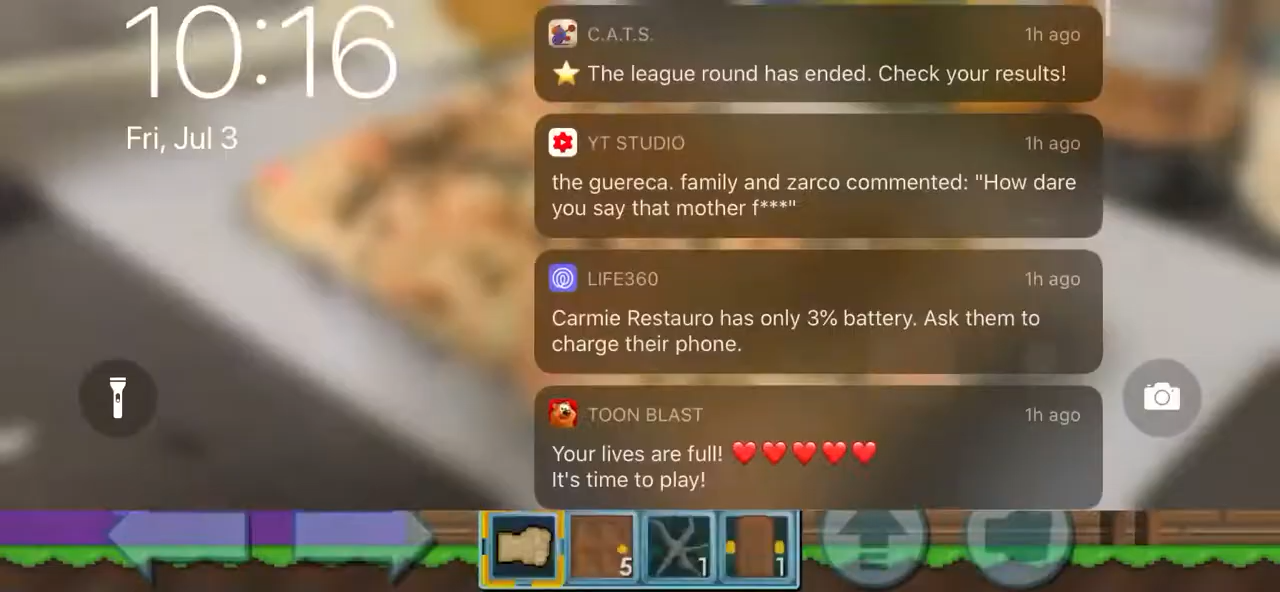 10:16
Fri, Jul 3
C.A.T.S. 1h ago
⭐ The league round has ended. Check your results!
YT STUDIO 1h ago
the guereca. family and zarco commented: "How dare
you say that mother f***"
LIFE360 1h ago
Carmie Restauro has only 3% battery. Ask them to
charge their phone.
TOON BLAST 1h ago
Your lives are full! ❤️❤️❤️❤️❤️
It's time to play!
5 1 1